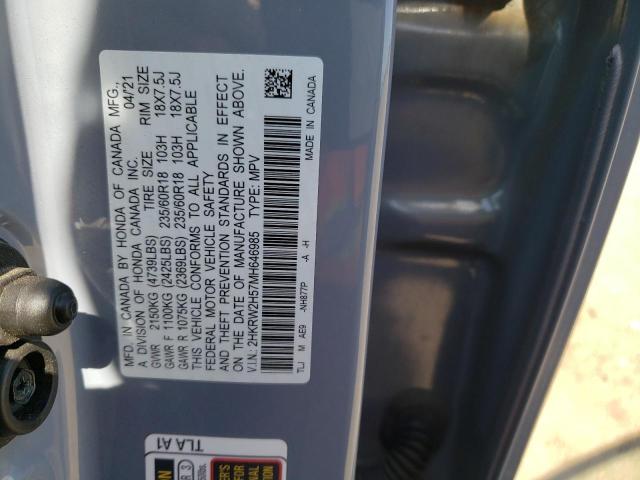 MFD. IN CANADA BY HONDA OF CANADA MFG.,
A DIVISION OF HONDA CANADA INC. 04/21
TIRE SIZE RIM SIZE
GVWR 2150KG (4739LBS)
GAWR F 1100KG (2425LBS) 235/60R18 103H 18X7.5J
GAWR R 1075KG (2369LBS) 235/60R18 103H 18X7.5J
THIS VEHICLE CONFORMS TO ALL APPLICABLE
FEDERAL MOTOR VEHICLE SAFETY
AND THEFT PREVENTION STANDARDS IN EFFECT
ON THE DATE OF MANUFACTURE SHOWN ABOVE.
V.I.N.: 2HKRW2H57MH646985 TYPE: MPV
TLJ M AE9 -NH877P -A -H
MADE IN CANADA
TLA A1